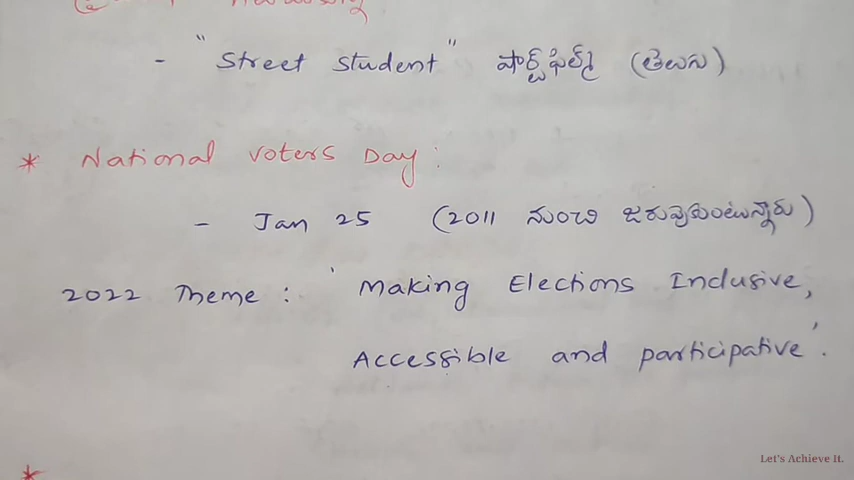 - "Street Student" షార్ట్ ఫిల్మ్ (తెలుగు)
* National Voters Day :
- Jan 25 (2011 నుంచి జరుపుకుంటున్నారు)
2022 Theme : 'Making Elections Inclusive,
Accessible and participative'.
*
Let's Achieve It.